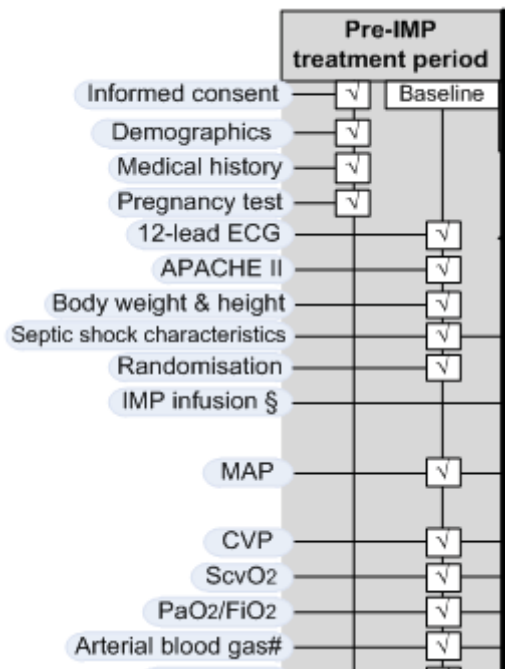 Pre-IMP
treatment period
Informed consent √ Baseline
Demographics √
Medical history √
Pregnancy test √
12-lead ECG √
APACHE II √
Body weight & height √
Septic shock characteristics √
Randomisation √
IMP infusion §
MAP √
CVP √
ScvO2 √
PaO2/FiO2 √
Arterial blood gas# √